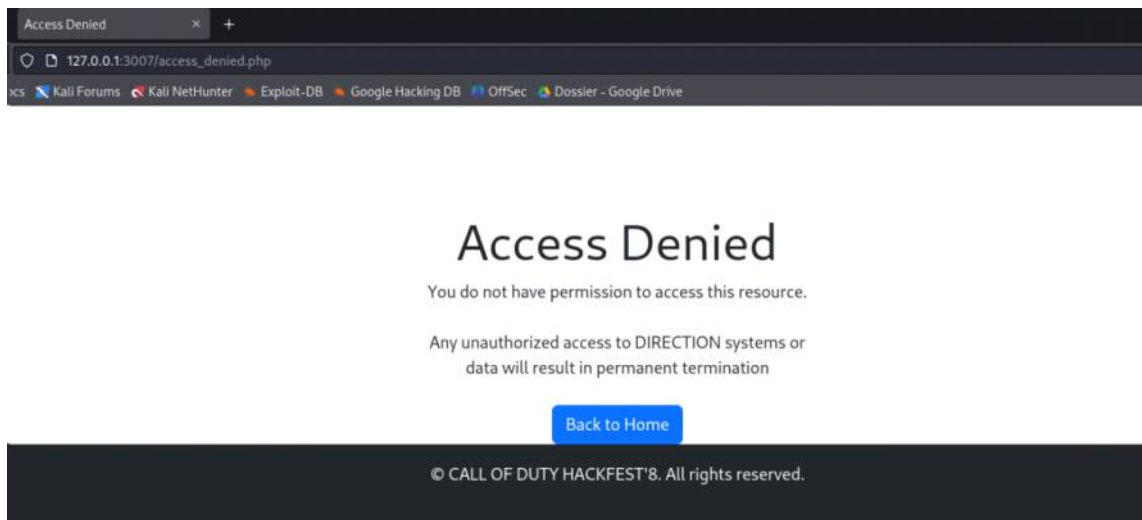 Access Denied × +
127.0.0.1:3007/access_denied.php
Kali Forums Kali NetHunter Exploit-DB Google Hacking DB OffSec Dossier - Google Drive
Access Denied
You do not have permission to access this resource.
Any unauthorized access to DIRECTION systems or
data will result in permanent termination
Back to Home
© CALL OF DUTY HACKFEST'8. All rights reserved.